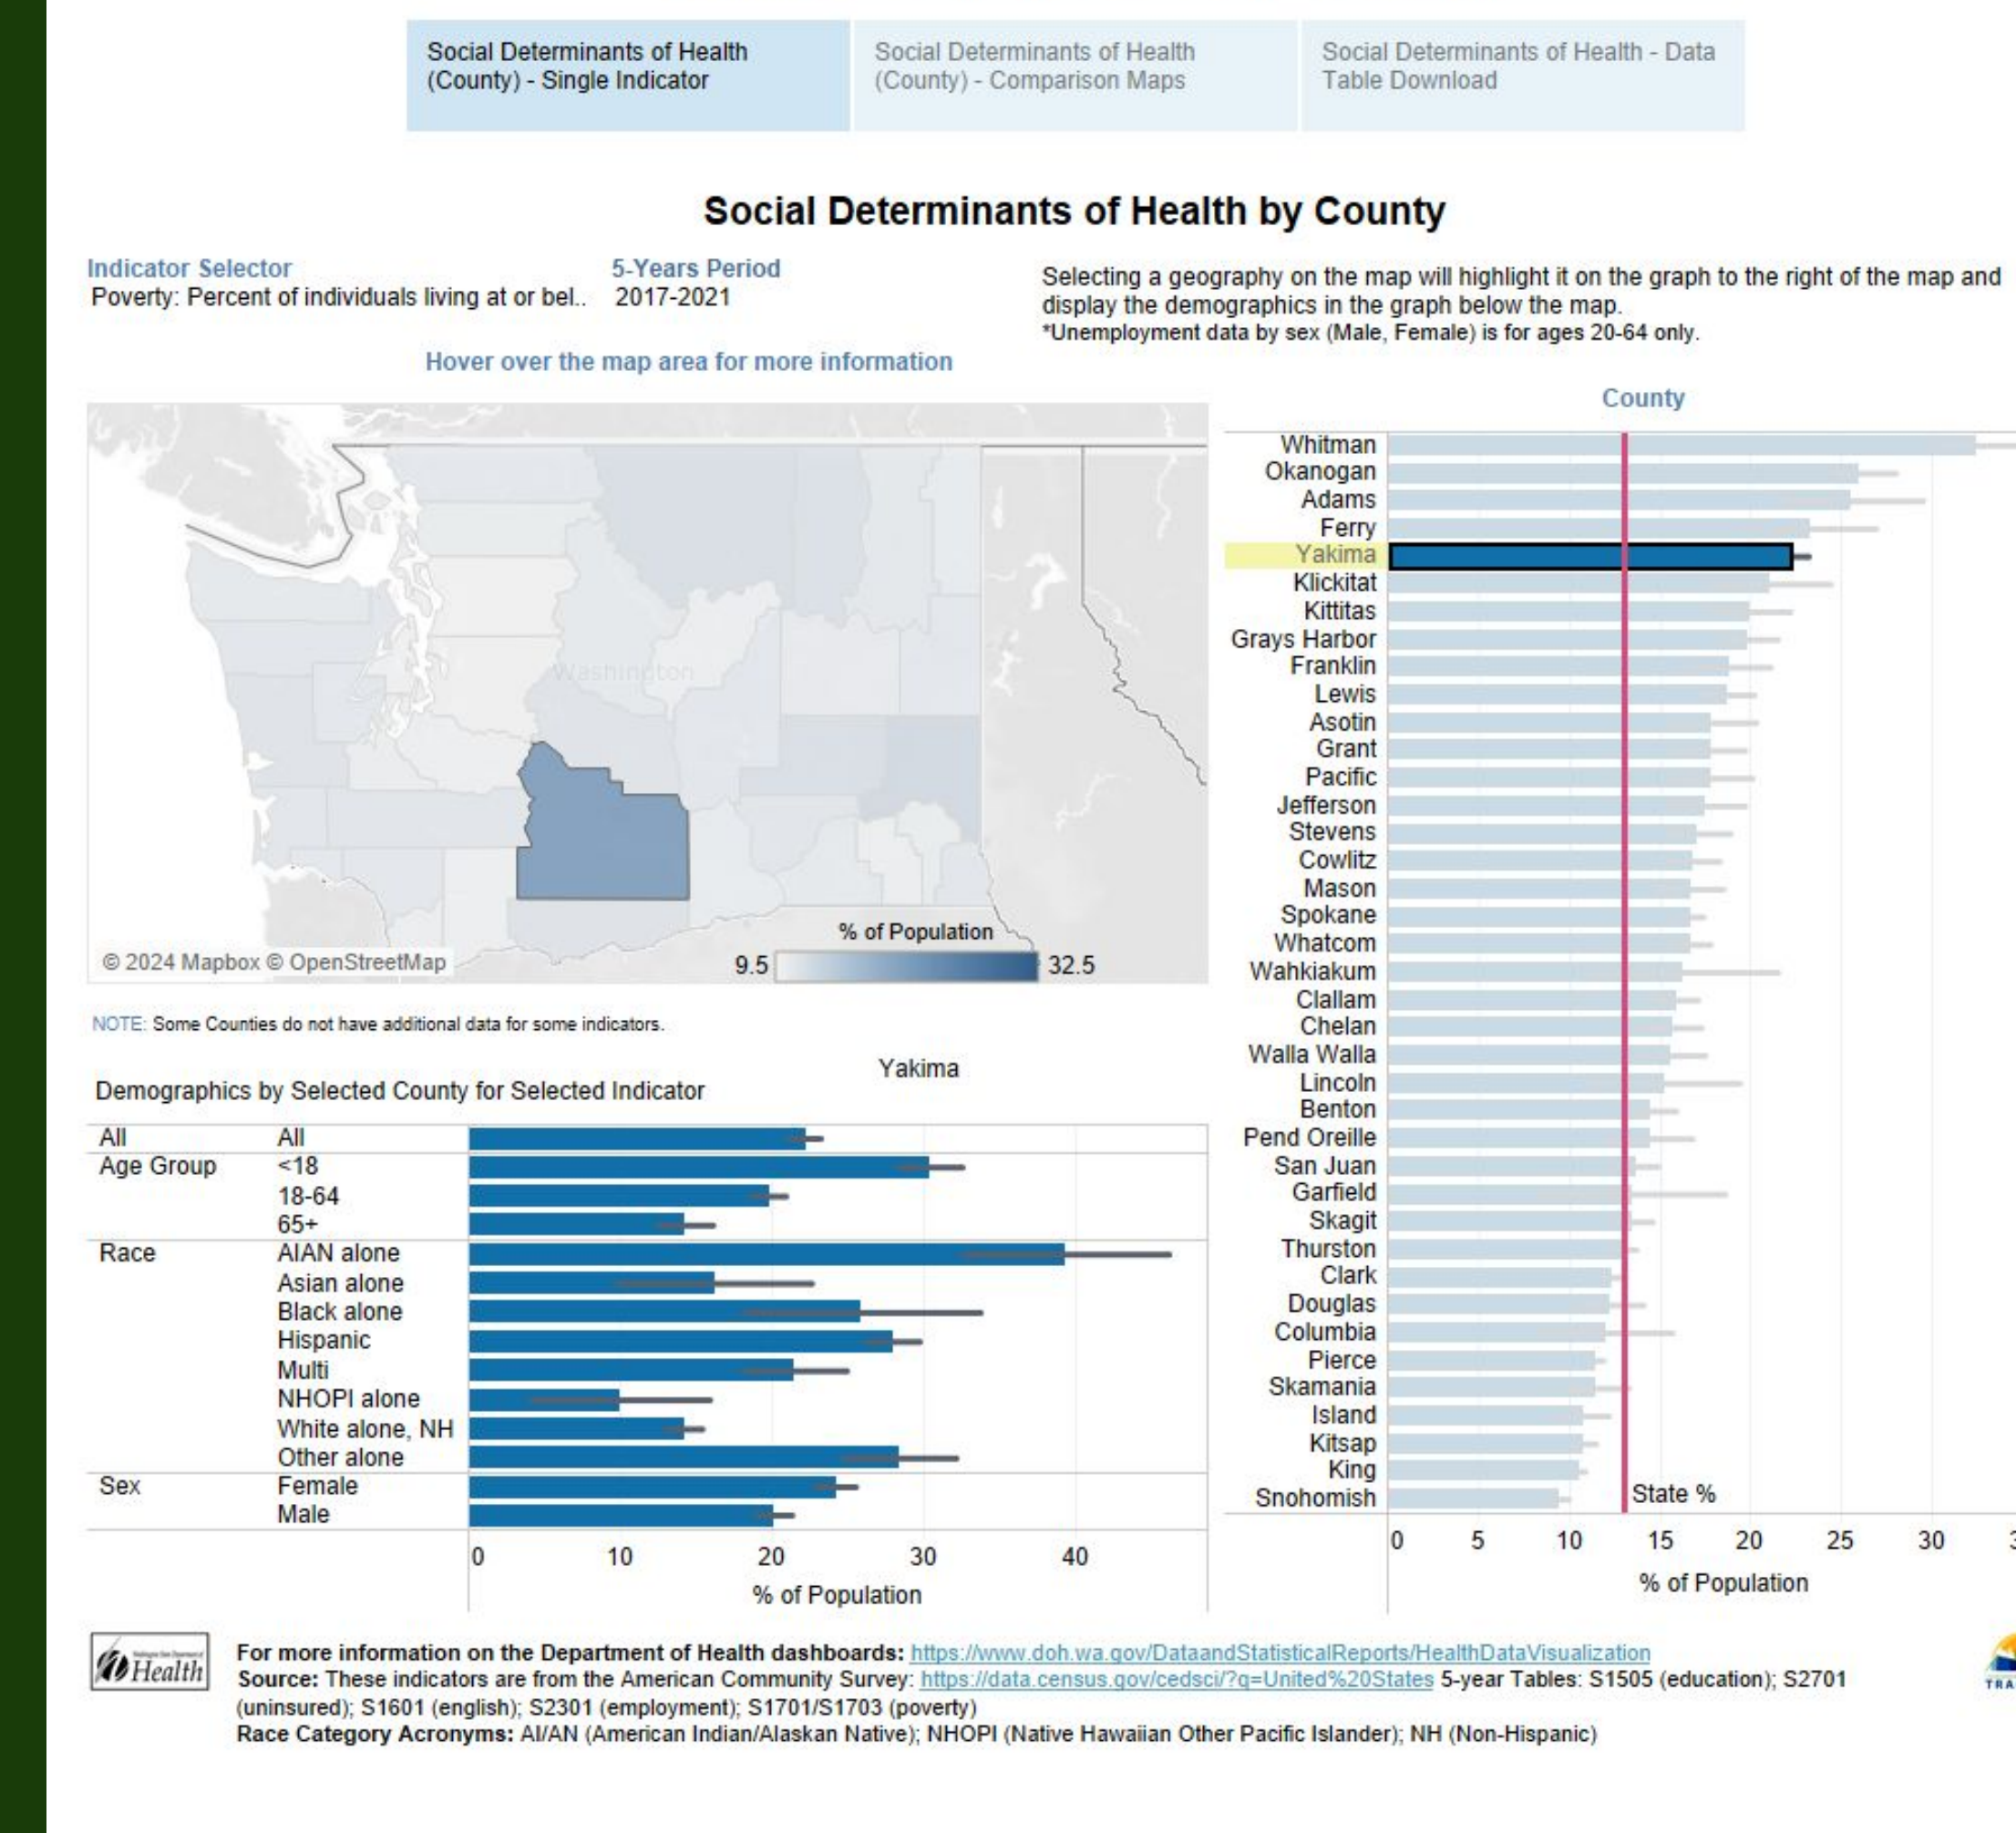 Social Determinants of Health
(County) - Single Indicator
Social Determinants of Health
(County) - Comparison Maps
Social Determinants of Health - Data
Table Download
Social Determinants of Health by County
Indicator Selector
Poverty: Percent of individuals living at or bel..
5-Years Period
2017-2021
Selecting a geography on the map will highlight it on the graph to the right of the map and
display the demographics in the graph below the map.
*Unemployment data by sex (Male, Female) is for ages 20-64 only.
Hover over the map area for more information
Washington
% of Population
9.5
32.5
© 2024 Mapbox © OpenStreetMap
NOTE: Some Counties do not have additional data for some indicators.
County
Whitman
Okanogan
Adams
Ferry
Yakima
Klickitat
Kittitas
Grays Harbor
Franklin
Lewis
Asotin
Grant
Pacific
Jefferson
Stevens
Cowlitz
Mason
Spokane
Whatcom
Wahkiakum
Clallam
Chelan
Walla Walla
Lincoln
Benton
Pend Oreille
San Juan
Garfield
Skagit
Thurston
Clark
Douglas
Columbia
Pierce
Skamania
Island
Kitsap
King
Snohomish
State %
0 5 10 15 20 25 30
% of Population
Yakima
Demographics by Selected County for Selected Indicator
All All
Age Group <18
18-64
65+
Race AIAN alone
Asian alone
Black alone
Hispanic
Multi
NHOPI alone
White alone, NH
Other alone
Sex Female
Male
0 10 20 30 40
% of Population
Health
For more information on the Department of Health dashboards: https://www.doh.wa.gov/DataandStatisticalReports/HealthDataVisualization
Source: These indicators are from the American Community Survey: https://data.census.gov/cedsci/?q=United%20States 5-year Tables: S1505 (education); S2701
(uninsured); S1601 (english); S2301 (employment); S1701/S1703 (poverty)
Race Category Acronyms: AI/AN (American Indian/Alaskan Native); NHOPI (Native Hawaiian Other Pacific Islander); NH (Non-Hispanic)
TRA